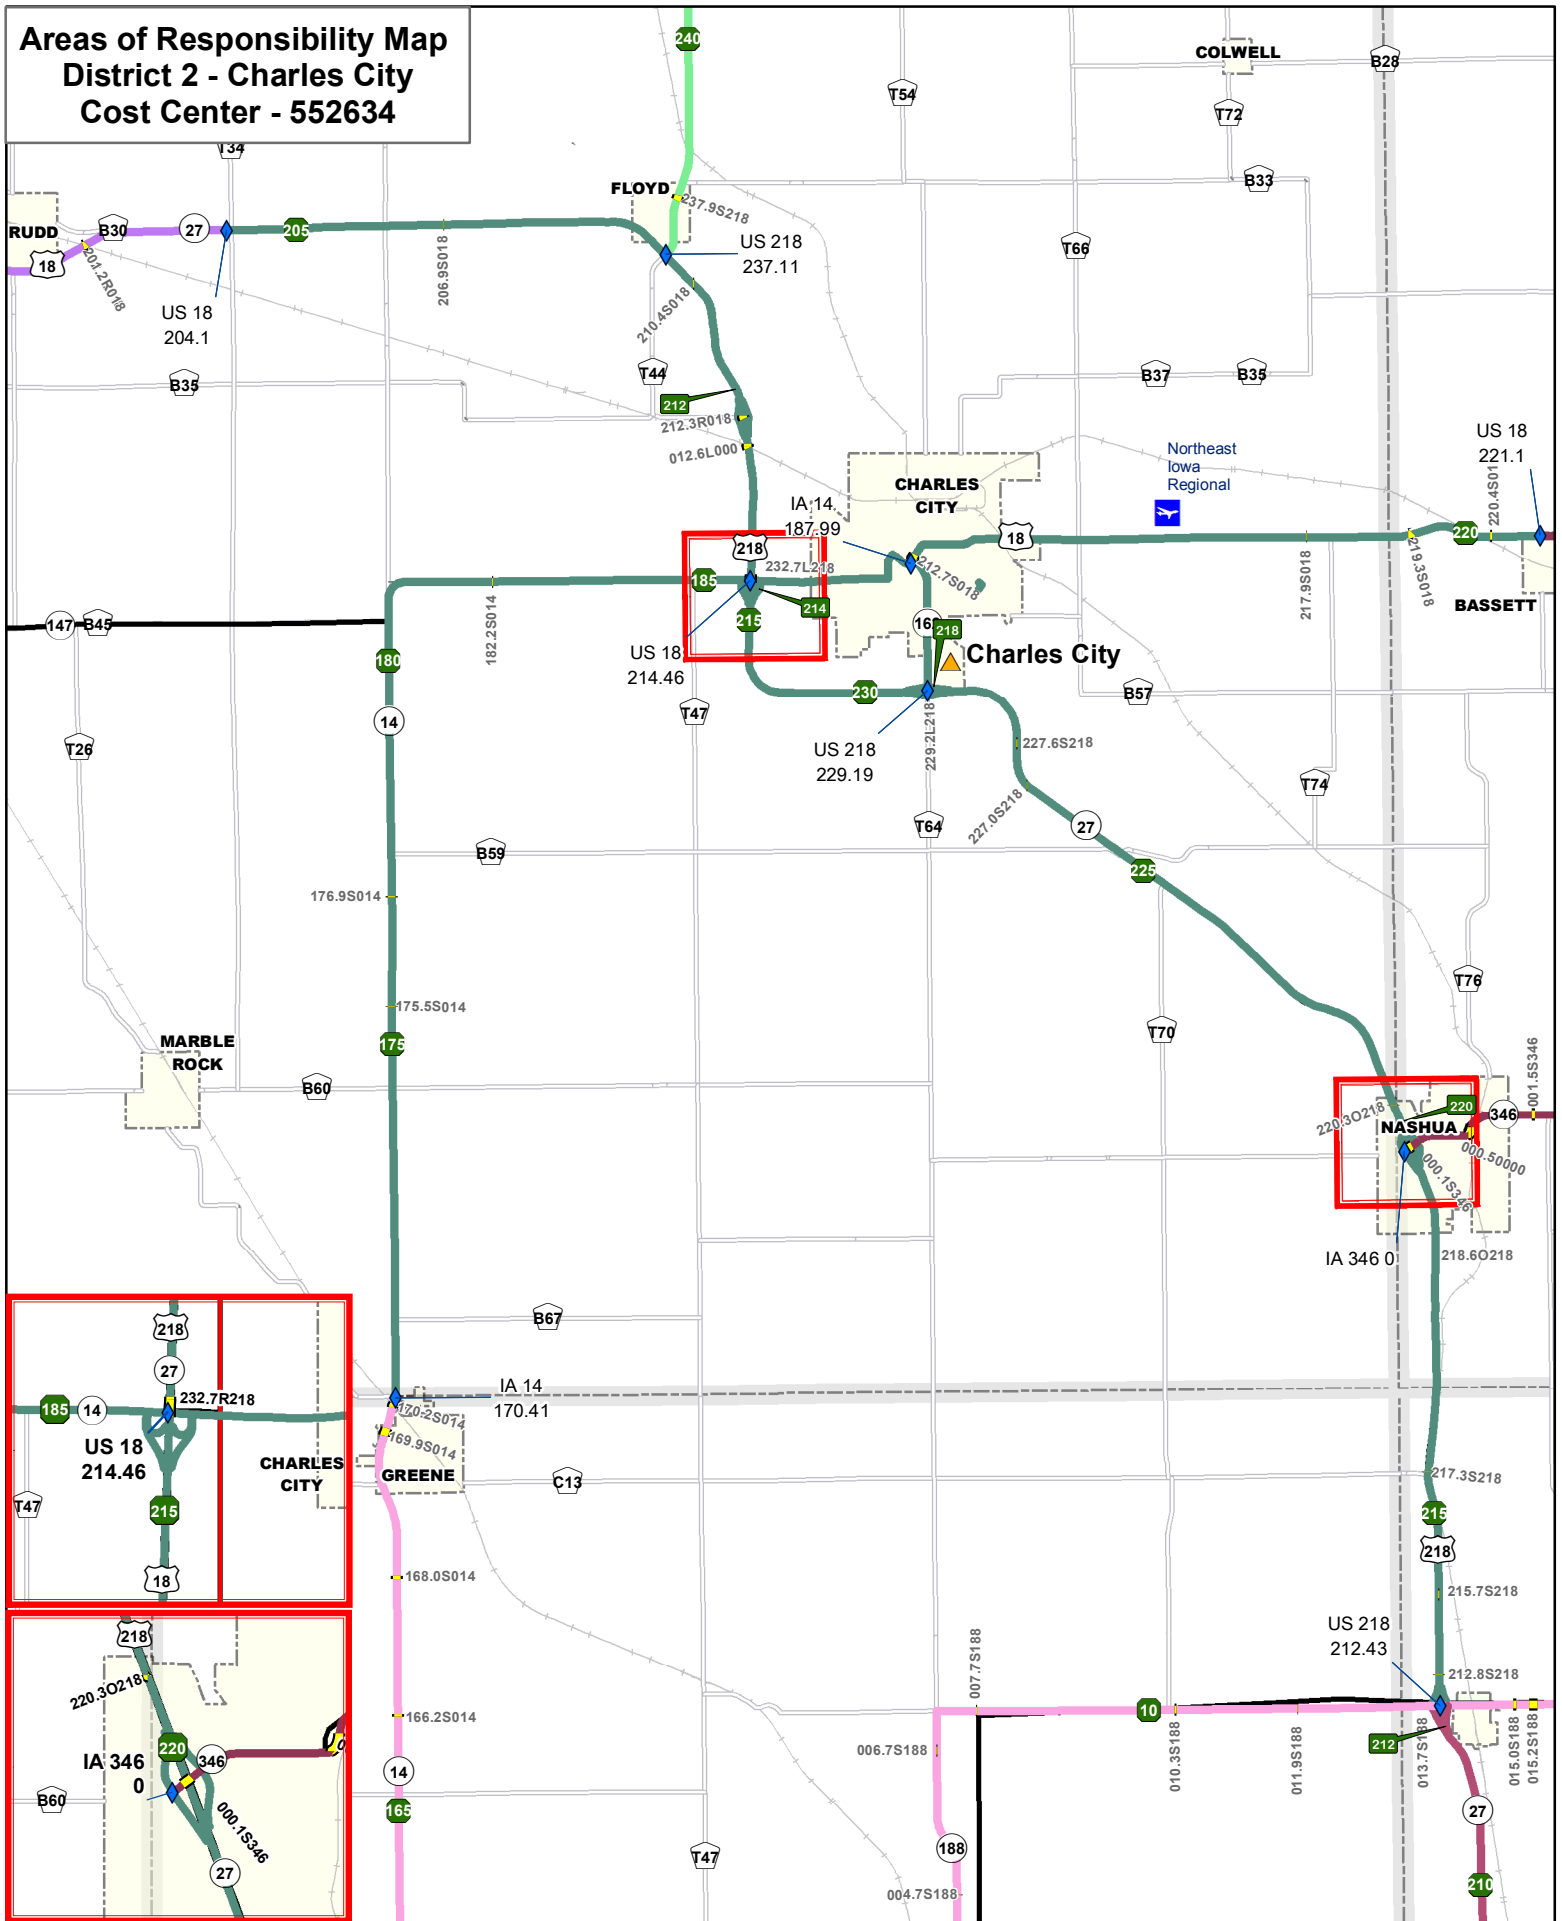 Areas of Responsibility Map
District 2 - Charles City
Cost Center - 552634
240
COLWELL
B28
T54
T72
T34
B33
FLOYD
237.9S218
RUDD
B30
27
205
18
201.2R018
206.9S018
US 218
237.11
T66
US 18
204.1
210.4S018
B35
T44
B37
B35
212
212.3R018
012.6L000
Northeast
Iowa
Regional
US 18
221.1
220.4S01
CHARLES
CITY
IA 14
187.99
218
232.7L218
18
220
185
214
215
212.7S018
217.9S018
219.3S018
BASSETT
147
B45
182.2S014
180
US 18
214.46
218
Charles City
230
B57
14
T47
T26
US 218
229.19
229.2L218
227.6S218
227.0S218
T74
T64
27
B59
225
176.9S014
T76
175.5S014
175
T70
MARBLE
ROCK
B60
001.5S346
220
346
220.3O218
NASHUA
000.50000
000.1S346
IA 346 0
218.6O218
B67
IA 14
170.41
170.2S014
169.9S014
GREENE
C13
217.3S218
215
218
168.0S014
215.7S218
US 218
212.43
212.8S218
007.7S188
10
166.2S014
006.7S188
010.3S188
011.9S188
013.7S188
015.0S188
015.2S188
212
14
165
27
188
T47
004.7S188
210
218
27
232.7R218
185
14
US 18
214.46
CHARLES
CITY
T47
215
18
218
220.3O218
220
346
IA 346
0
B60
000.1S346
27